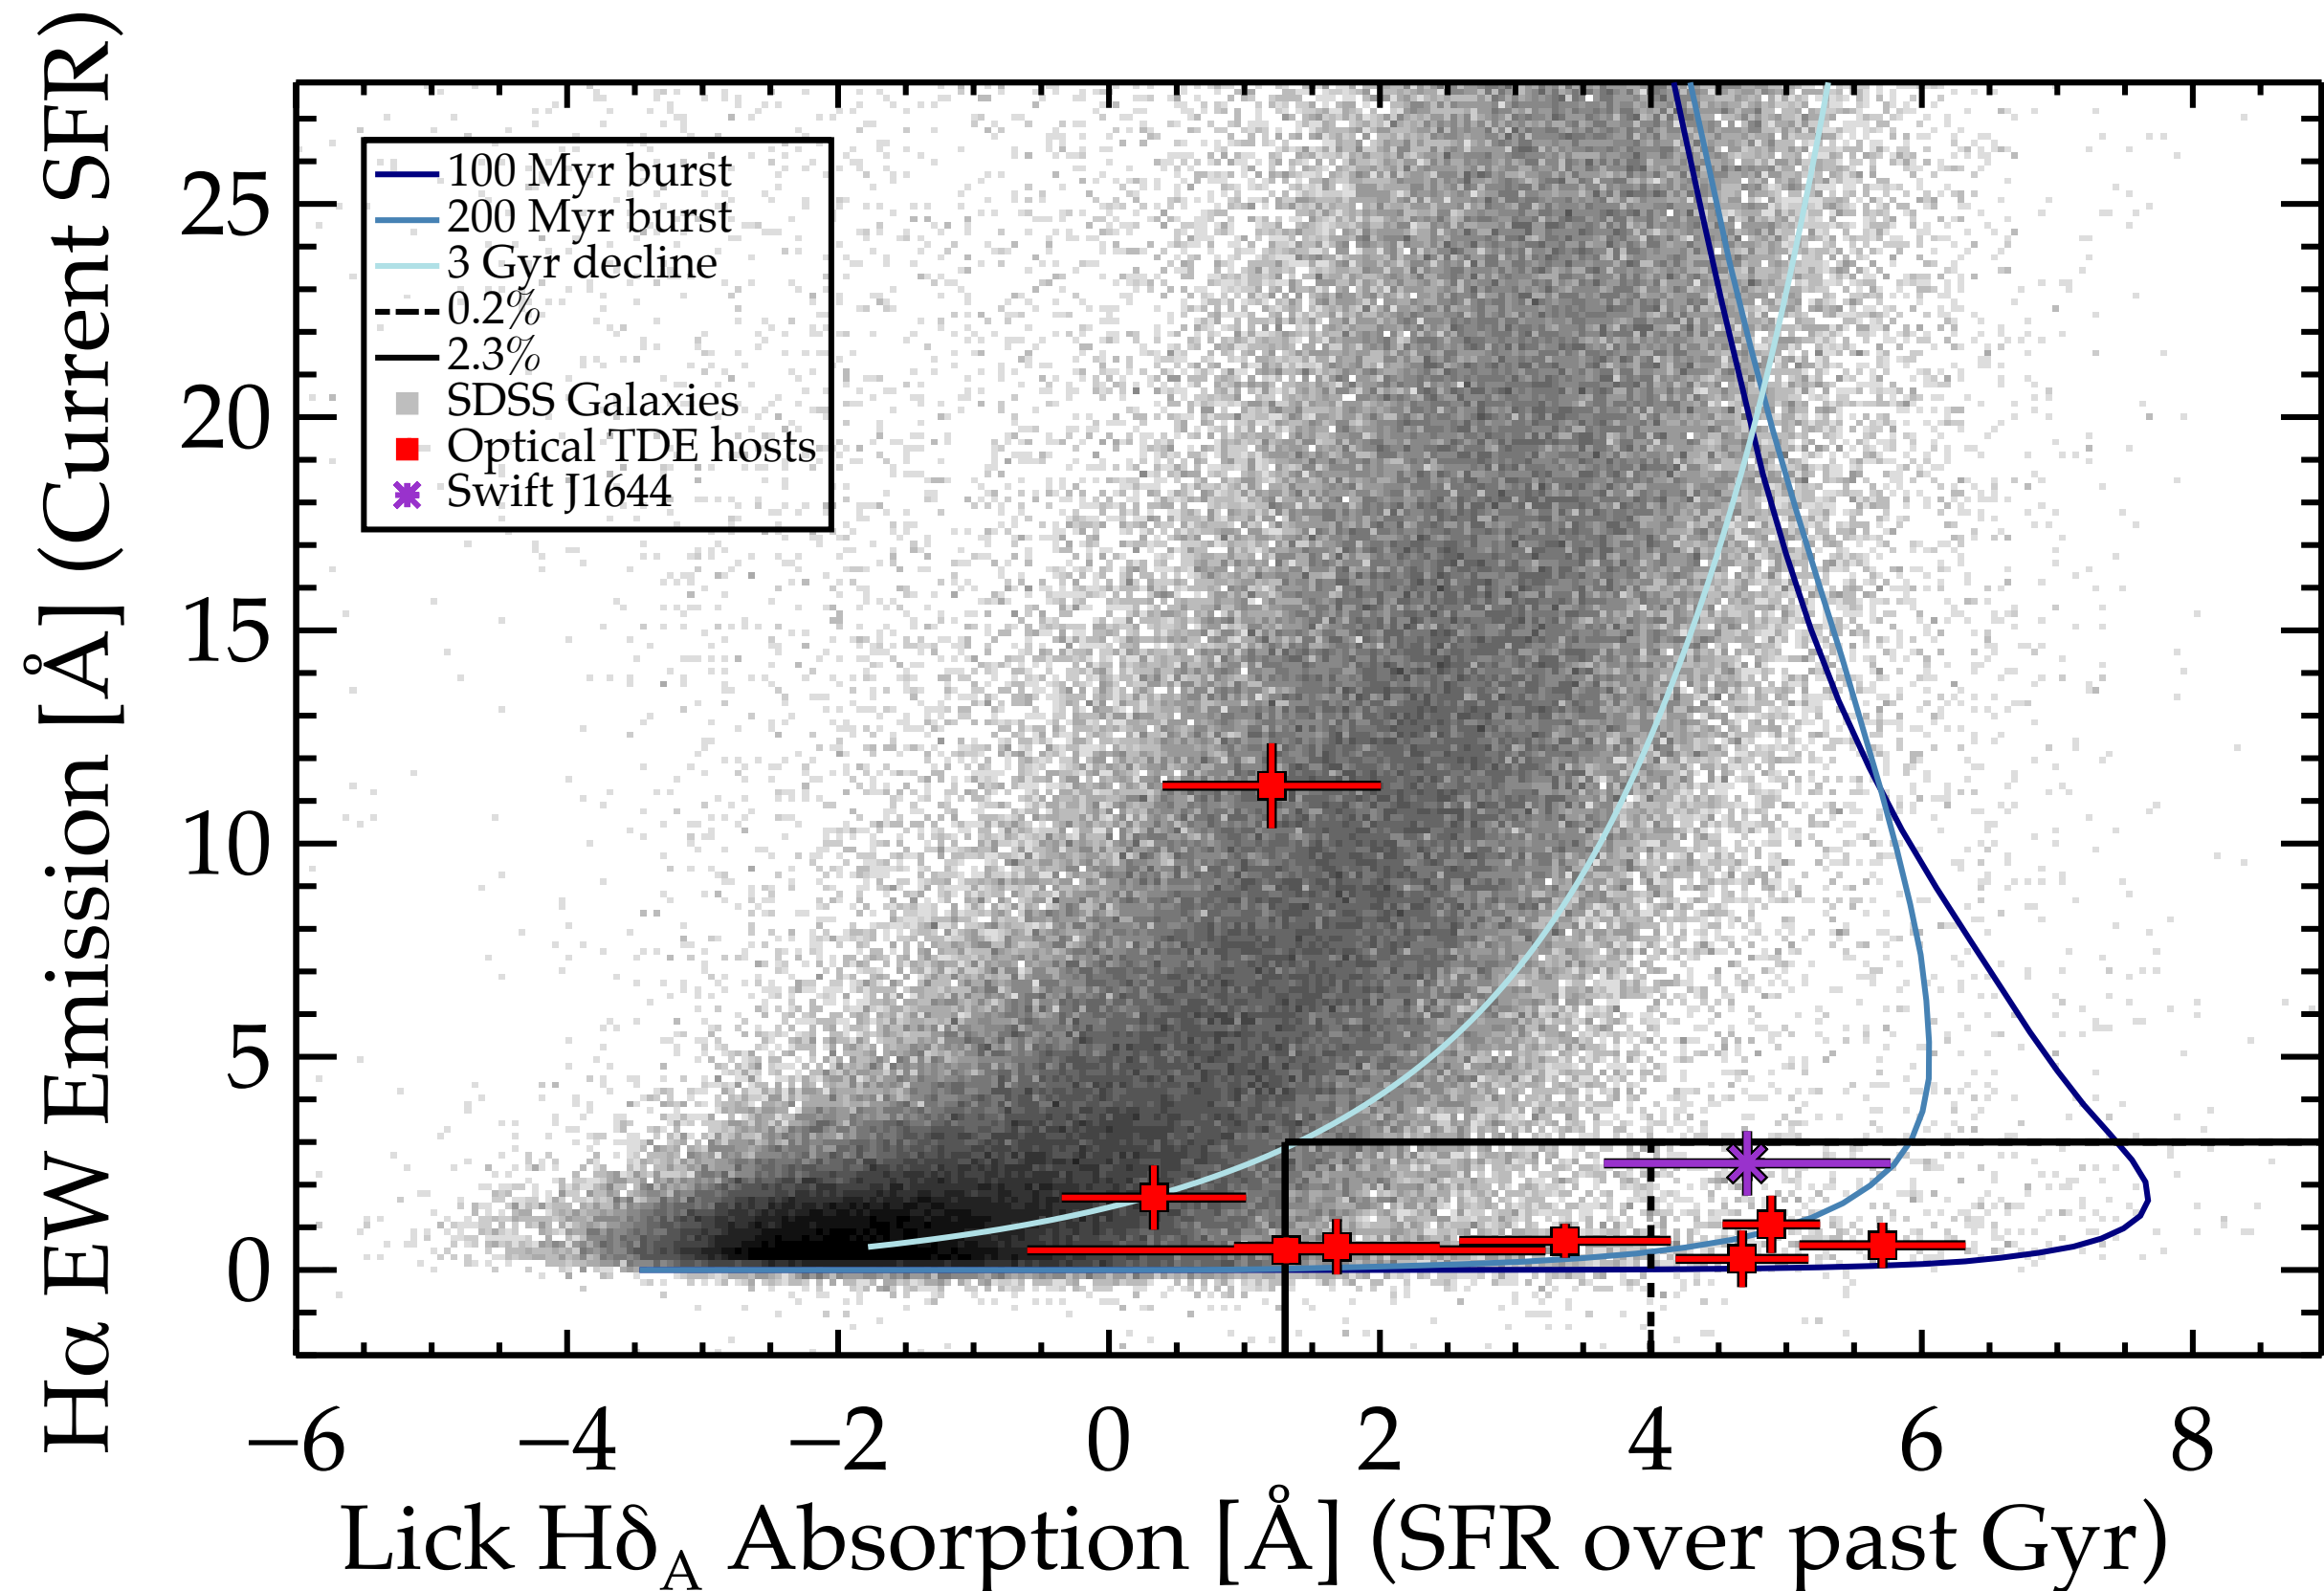 Hα EW Emission [Å] (Current SFR)
25
20
15
10
5
0
100 Myr burst
200 Myr burst
3 Gyr decline
0.2%
2.3%
SDSS Galaxies
Optical TDE hosts
Swift J1644
−6 −4 −2 0 2 4 6 8
Lick Hδ_A Absorption [Å] (SFR over past Gyr)